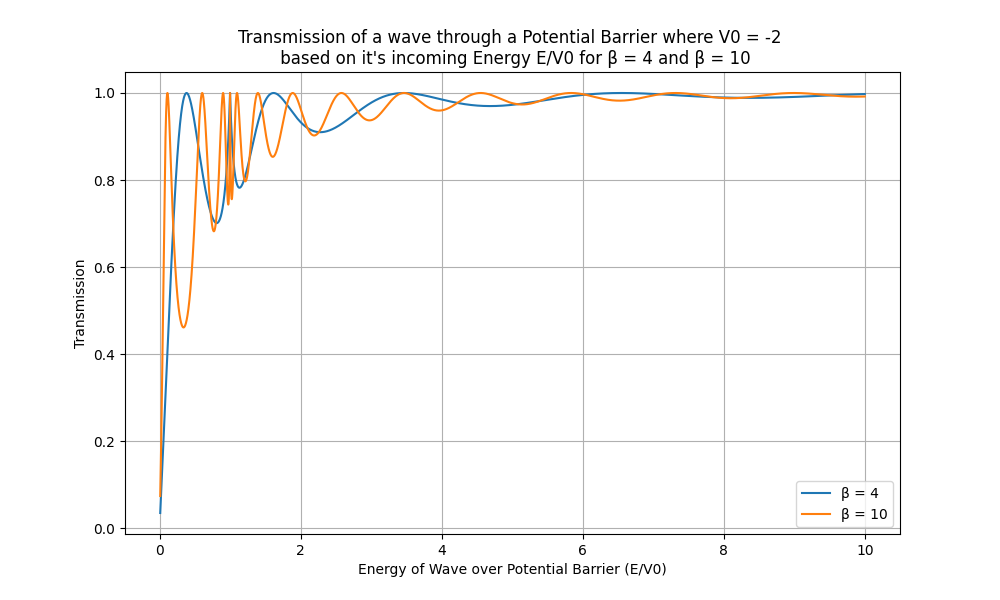 Transmission of a wave through a Potential Barrier where V0 = -2
based on it's incoming Energy E/V0 for β = 4 and β = 10
1.0
0.8
0.6
0.4
0.2
0.0
Transmission
0 2 4 6 8 10
Energy of Wave over Potential Barrier (E/V0)
β = 4
β = 10